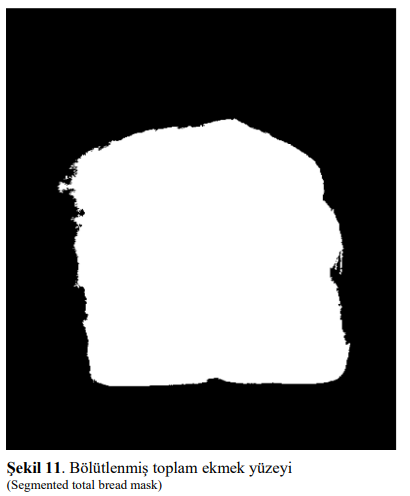 Şekil 11. Bölütlenmiş toplam ekmek yüzeyi
(Segmented total bread mask)